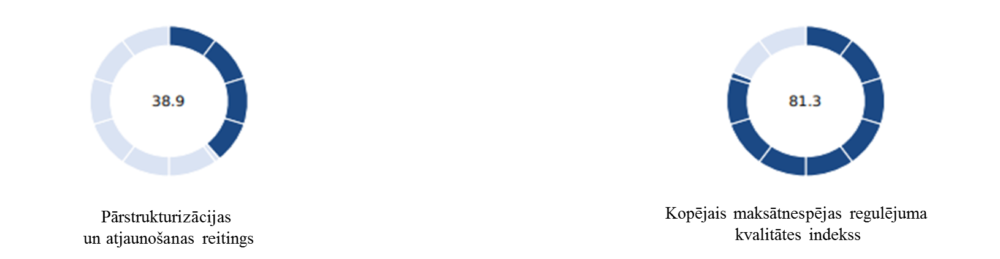 38.9
Pārstrukturizācijas
un atjaunošanas reitings
81.3
Kopējais maksātnespējas regulējuma
kvalitātes indekss